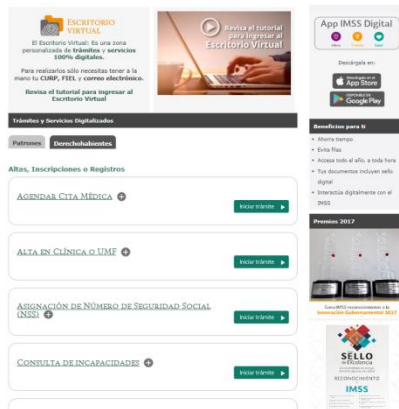 ESCRITORIO
VIRTUAL
El Escritorio Virtual: Es una zona
personalizada de trámites y servicios
100% digitales.
Para realizarlos sólo necesitas tener a la
mano tu CURP, FIEL y correo electrónico.
Revisa el tutorial para ingresar al
Escritorio Virtual
Revisa el tutorial
para ingresar al
Escritorio Virtual
Trámites y Servicios Digitalizados
Patrones Derechohabientes
Altas, Inscripciones o Registros
AGENDAR CITA MÉDICA
Iniciar trámite
ALTA EN CLÍNICA O UMF
Iniciar trámite
ASIGNACIÓN DE NÚMERO DE SEGURIDAD SOCIAL
(NSS)
Iniciar trámite
CONSULTA DE INCAPACIDADES
Iniciar trámite
App IMSS Digital
Descárgala en:
App Store
Google Play
Beneficios para ti
Ahorra tiempo
Evita filas
Accesa todo el año, a toda hora
Tus documentos incluyen sello
digital
Interactúa digitalmente con el
IMSS
Premios 2017
Gana IMSS reconocimientos a la
Innovación Gubernamental 2017
SELLO
de Excelencia
RECONOCIMIENTO
IMSS